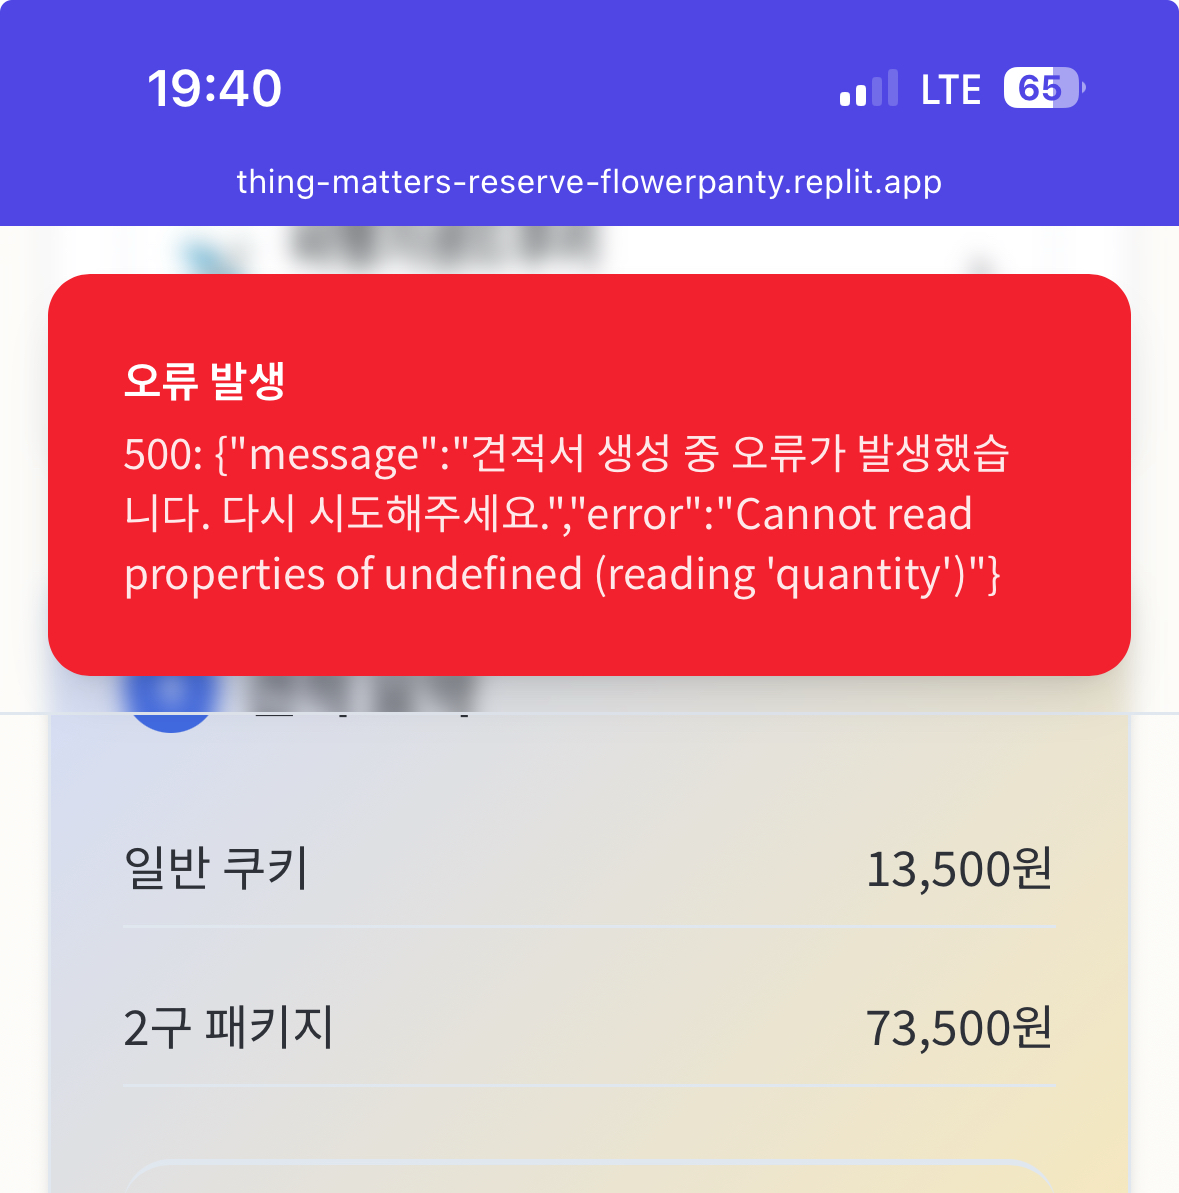 19:40
LTE 65
thing-matters-reserve-flowerpanty.replit.app
오류 발생
500: {"message":"견적서 생성 중 오류가 발생했습
니다. 다시 시도해주세요.","error":"Cannot read
properties of undefined (reading 'quantity')"}
일반 쿠키 13,500원
2구 패키지 73,500원